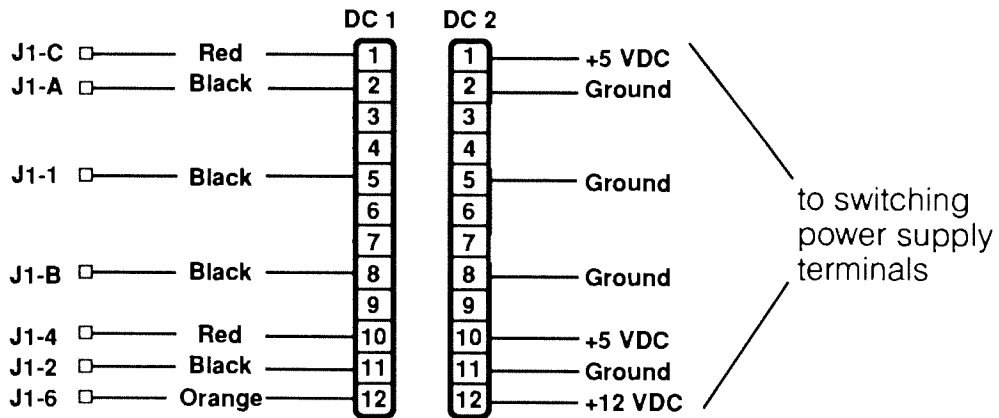 DC 1 DC 2
J1-C Red 1 1 +5 VDC
J1-A Black 2 2 Ground
3 3
4 4
J1-1 Black 5 5 Ground
6 6
to switching
7 7
power supply
J1-B Black 8 8 Ground
terminals
9 9
J1-4 Red 10 10 +5 VDC
J1-2 Black 11 11 Ground
J1-6 Orange 12 12 +12 VDC